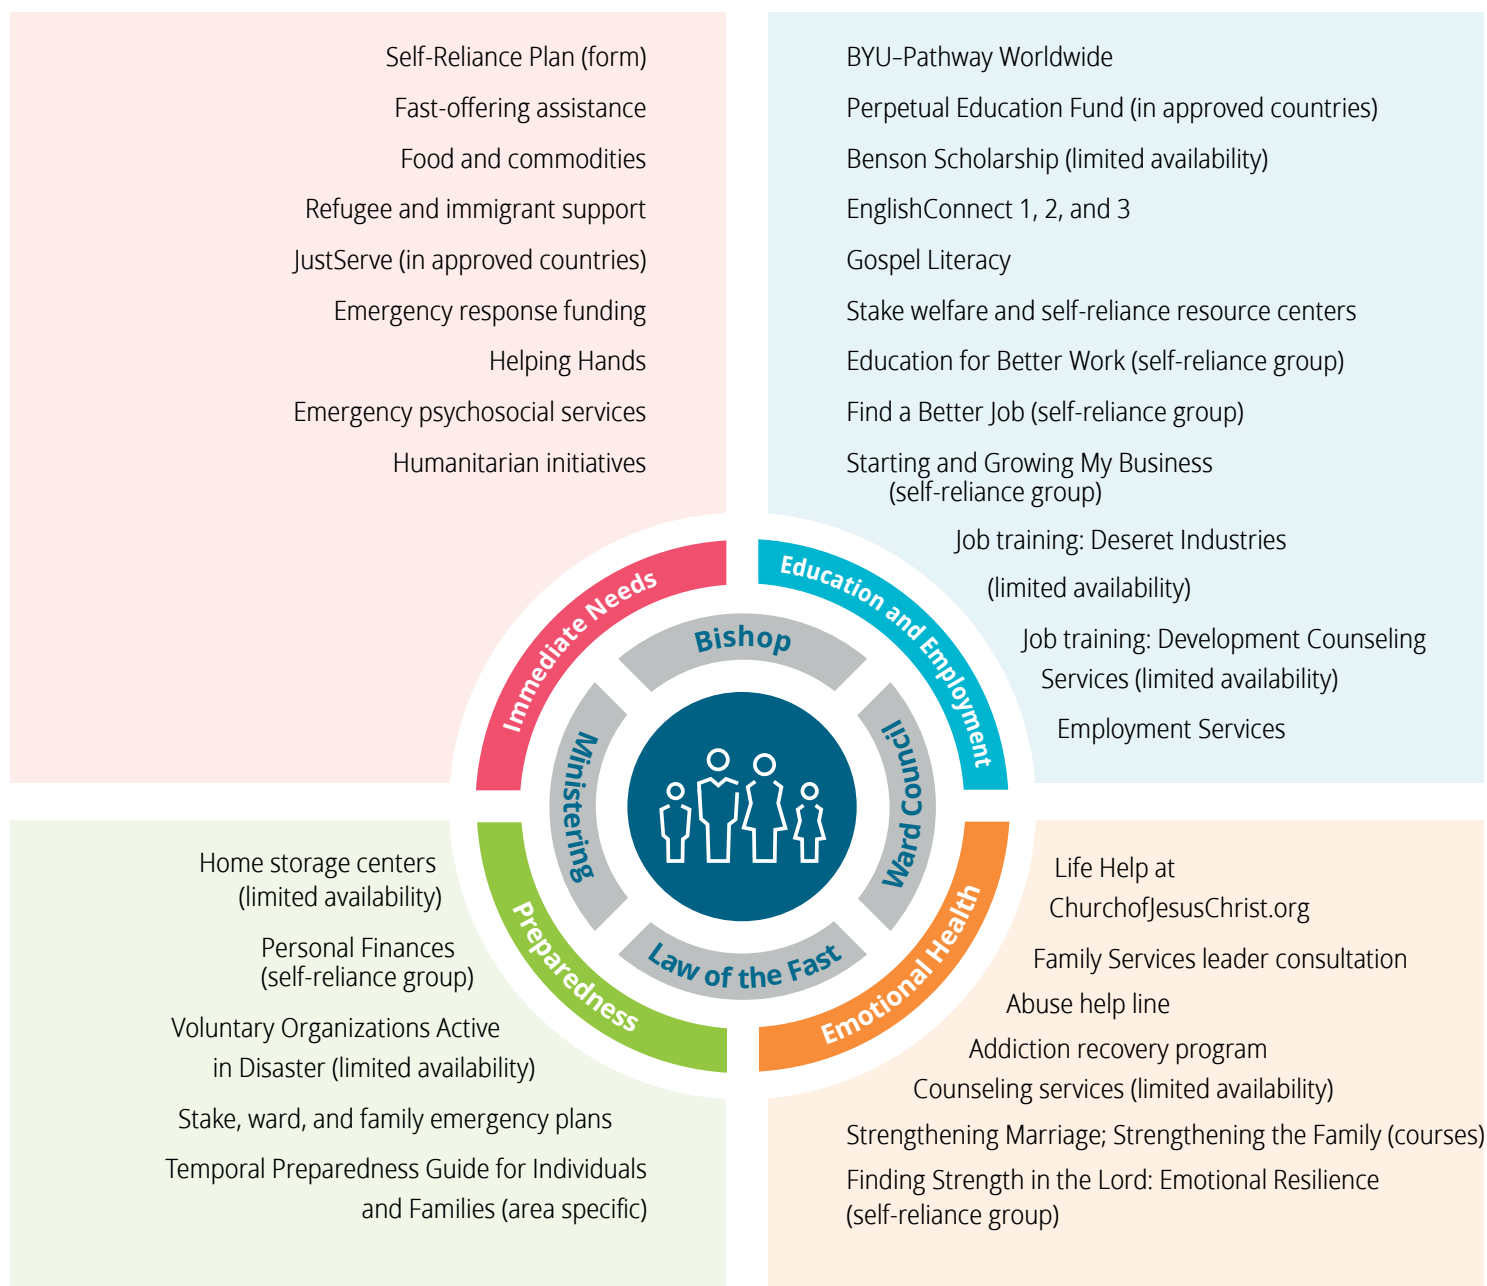 Self-Reliance Plan (form)
Fast-offering assistance
Food and commodities
Refugee and immigrant support
JustServe (in approved countries)
Emergency response funding
Helping Hands
Emergency psychosocial services
Humanitarian initiatives
BYU–Pathway Worldwide
Perpetual Education Fund (in approved countries)
Benson Scholarship (limited availability)
EnglishConnect 1, 2, and 3
Gospel Literacy
Stake welfare and self-reliance resource centers
Education for Better Work (self-reliance group)
Find a Better Job (self-reliance group)
Starting and Growing My Business
(self-reliance group)
Job training: Deseret Industries
(limited availability)
Job training: Development Counseling
Services (limited availability)
Employment Services
Immediate Needs
Education and Employment
Bishop
Ministering
Ward Council
Law of the Fast
Preparedness
Emotional Health
Home storage centers
(limited availability)
Personal Finances
(self-reliance group)
Voluntary Organizations Active
in Disaster (limited availability)
Stake, ward, and family emergency plans
Temporal Preparedness Guide for Individuals
and Families (area specific)
Life Help at
ChurchofJesusChrist.org
Family Services leader consultation
Abuse help line
Addiction recovery program
Counseling services (limited availability)
Strengthening Marriage; Strengthening the Family (courses)
Finding Strength in the Lord: Emotional Resilience
(self-reliance group)